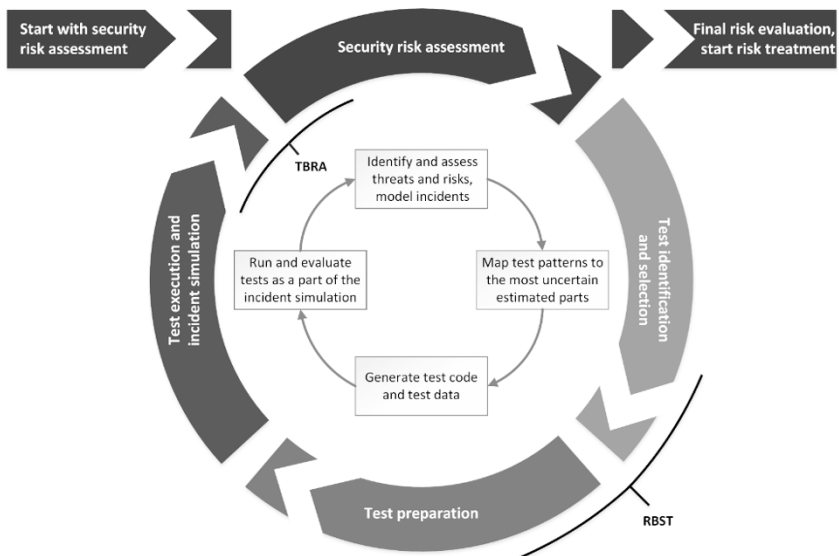 Start with security
risk assessment
Security risk assessment
Final risk evaluation,
start risk treatment
TBRA
Identify and assess
threats and risks,
model incidents
Test execution and
incident simulation
Run and evaluate
tests as a part of the
incident simulation
Map test patterns to
the most uncertain
estimated parts
Test identification
and selection
Generate test code
and test data
Test preparation
RBST